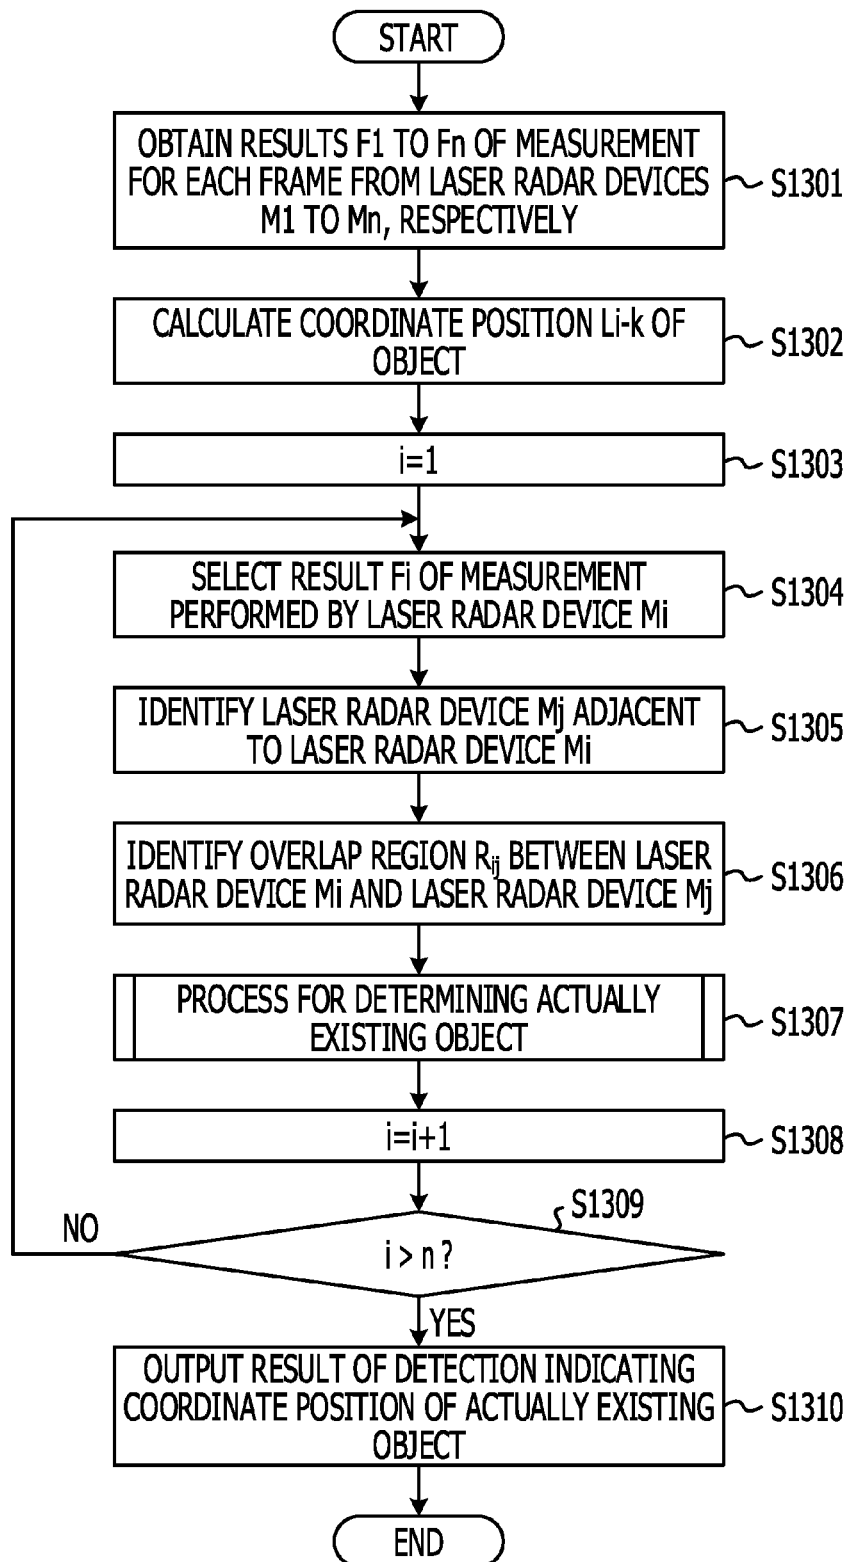 START
OBTAIN RESULTS F1 TO Fn OF MEASUREMENT
FOR EACH FRAME FROM LASER RADAR DEVICES
M1 TO Mn, RESPECTIVELY
S1301
CALCULATE COORDINATE POSITION Li-k OF
OBJECT
S1302
i=1
S1303
SELECT RESULT Fi OF MEASUREMENT
PERFORMED BY LASER RADAR DEVICE Mi
S1304
IDENTIFY LASER RADAR DEVICE Mj ADJACENT
TO LASER RADAR DEVICE Mi
S1305
IDENTIFY OVERLAP REGION Rij BETWEEN LASER
RADAR DEVICE Mi AND LASER RADAR DEVICE Mj
S1306
PROCESS FOR DETERMINING ACTUALLY
EXISTING OBJECT
S1307
i=i+1
S1308
S1309
NO
i > n ?
YES
OUTPUT RESULT OF DETECTION INDICATING
COORDINATE POSITION OF ACTUALLY EXISTING
OBJECT
S1310
END